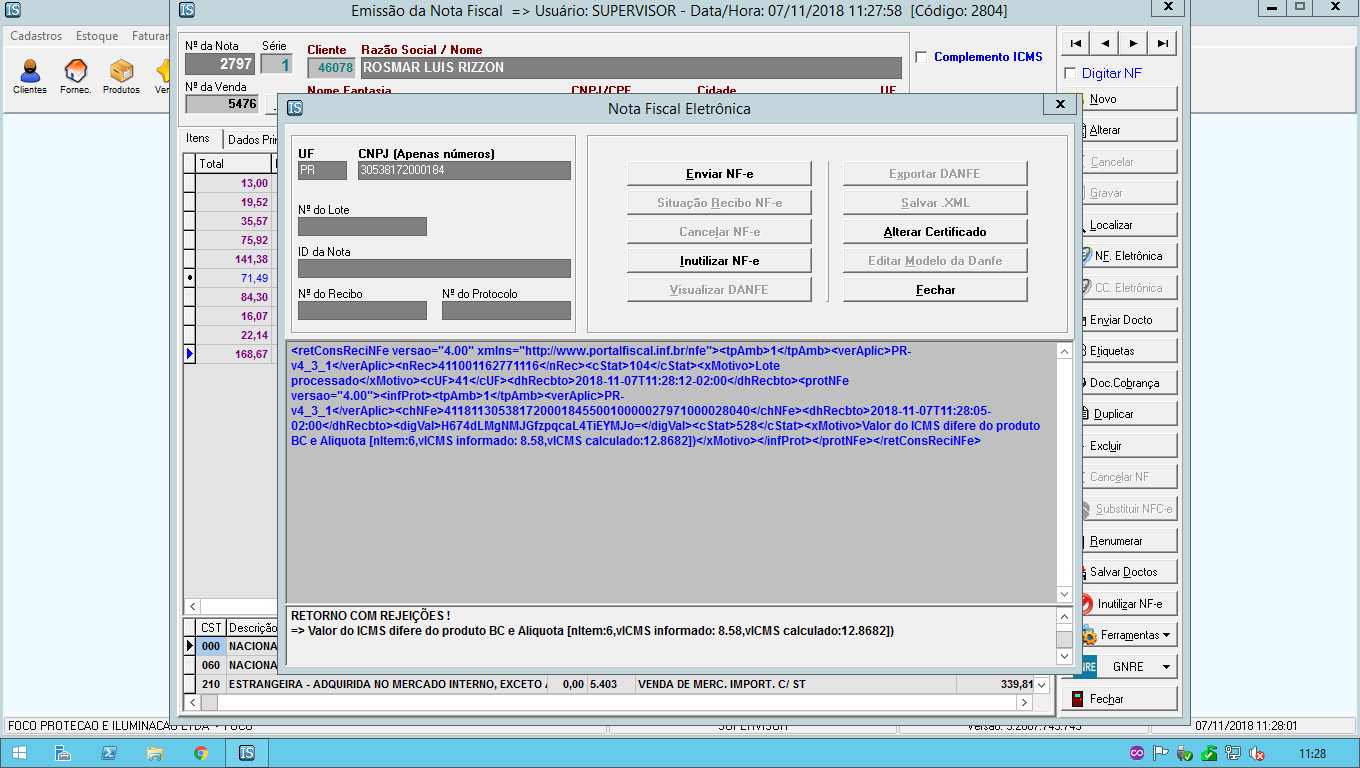 Emissão da Nota Fiscal => Usuário: SUPERVISOR - Data/Hora: 07/11/2018 11:27:58 [Código: 2804]
Cadastros Estoque Faturar
Clientes Fornec. Produtos
Nº da Nota Série
2797 1
Cliente Razão Social / Nome
46078 ROSMAR LUIS RIZZON
Complemento ICMS
Nº da Venda
5476
Nome Fantasia CNPJ/CPF Cidade UF
Itens Dados
Total
13,00
19,52
35,57
75,92
141,38
71,49
84,30
16,07
22,14
168,67
Nota Fiscal Eletrônica
UF CNPJ (Apenas números)
PR 30538172000184
Nº do Lote
ID da Nota
Nº do Recibo Nº do Protocolo
Enviar NF-e
Situação Recibo NF-e
Cancelar NF-e
Inutilizar NF-e
Visualizar DANFE
Exportar DANFE
Salvar .XML
Alterar Certificado
Editar Modelo da Danfe
Fechar
<retConsReciNFe versao="4.00" xmlns="http://www.portalfiscal.inf.br/nfe"><tpAmb>1</tpAmb><verAplic>PR-
v4_3_1</verAplic><nRec>411001162771116</nRec><cStat>104</cStat><xMotivo>Lote
processado</xMotivo><cUF>41</cUF><dhRecbto>2018-11-07T11:28:12-02:00</dhRecbto><protNFe
versao="4.00"><infProt><tpAmb>1</tpAmb><verAplic>PR-
v4_3_1</verAplic><chNFe>41181130538172000184550010000027971000028040</chNFe><dhRecbto>2018-11-07T11:28:05-
02:00</dhRecbto><digVal>H674dLMgNMJGfzpqcaL4TiEYMJo=</digVal><cStat>528</cStat><xMotivo>Valor do ICMS difere do produto
BC e Aliquota [nItem:6,vICMS informado: 8.58,vICMS calculado:12.8682])</xMotivo></infProt></protNFe></retConsReciNFe>
RETORNO COM REJEIÇÕES !
=> Valor do ICMS difere do produto BC e Aliquota [nItem:6,vICMS informado: 8.58,vICMS calculado:12.8682])
Digitar NF
Novo
Alterar
Cancelar
Gravar
Localizar
NF. Eletrônica
CC. Eletrônica
Enviar Docto
Etiquetas
Doc.Cobrança
Duplicar
Excluir
Cancelar NF
Substituir NFC-e
Renumerar
Salvar Doctos
Inutilizar NF-e
Ferramentas
GNRE
Fechar
CST Descrição
000 NACIONA
060 NACIONA
210 ESTRANGEIRA - ADQUIRIDA NO MERCADO INTERNO, EXCETO 0,00 5.403 VENDA DE MERC. IMPORT. C/ ST 339,81
FOCO PROTECAO E ILUMINACAO LTDA - FOCO SUPERVISOR 07/11/2018 11:28:01
11:28